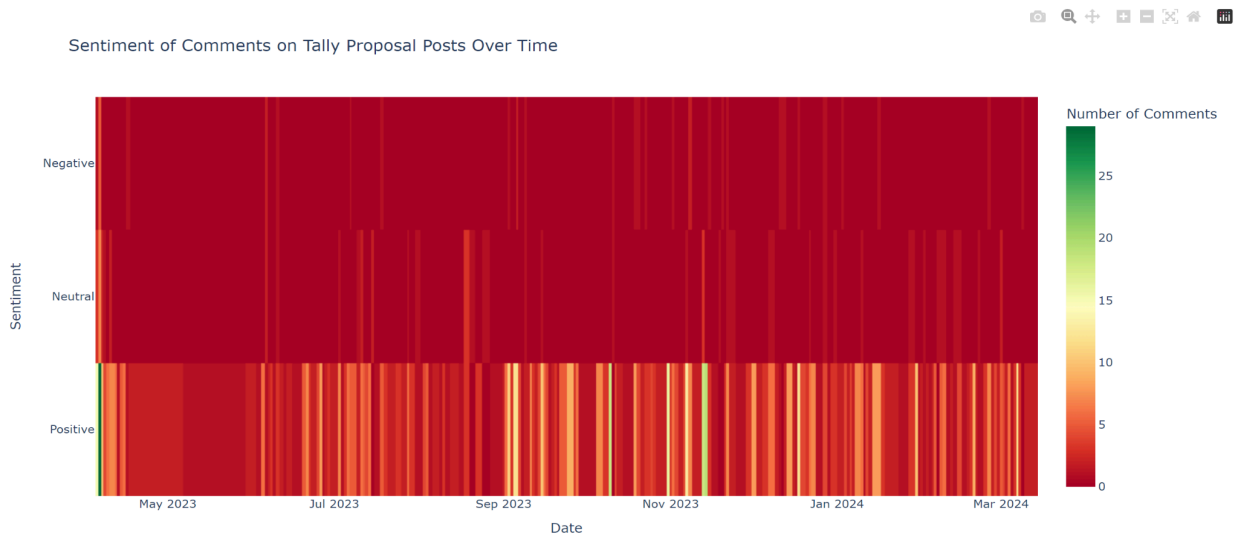 Sentiment of Comments on Tally Proposal Posts Over Time
Number of Comments
Negative
Neutral
Positive
Sentiment
25
20
15
10
5
0
May 2023
Jul 2023
Sep 2023
Nov 2023
Jan 2024
Mar 2024
Date